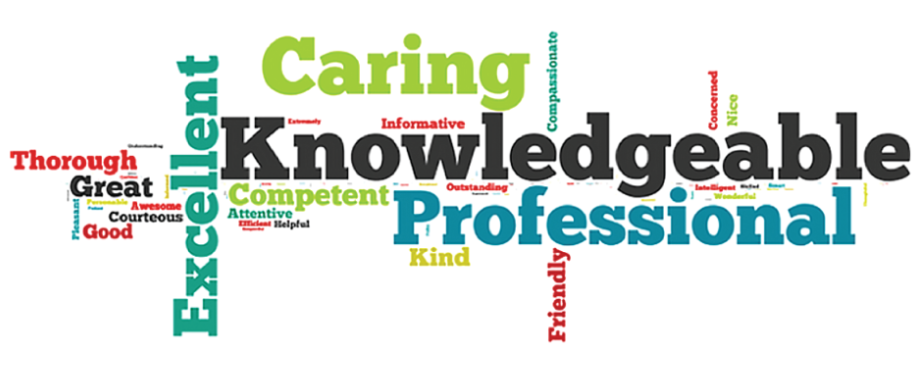 Caring
Compassionate
Excellent
Concerned
Nice
Knowledgeable
Extremely
Informative
Understanding
Thorough
Great
Competent
Outstanding
Intelligent
Skilled
Smart
Wonderful
Professional
Personable
Awesome
Pleasant
Courteous
Attentive
Efficient
Helpful
Good
Kind
Friendly